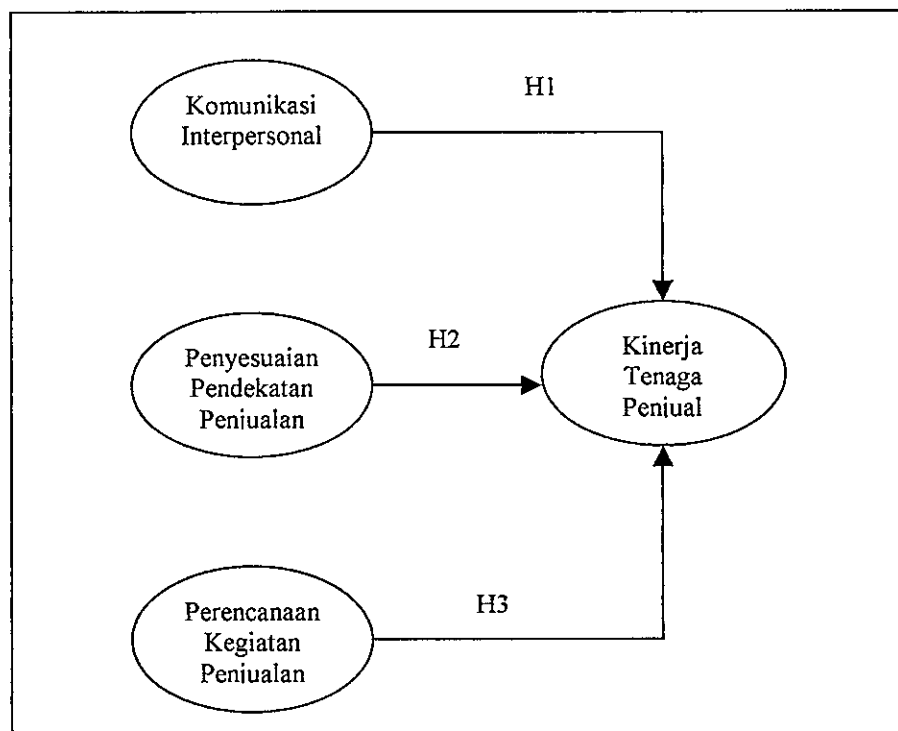 Komunikasi
Interpersonal
H1
Penyesuaian
Pendekatan
Penjualan
H2
Kinerja
Tenaga
Penjual
Perencanaan
Kegiatan
Penjualan
H3